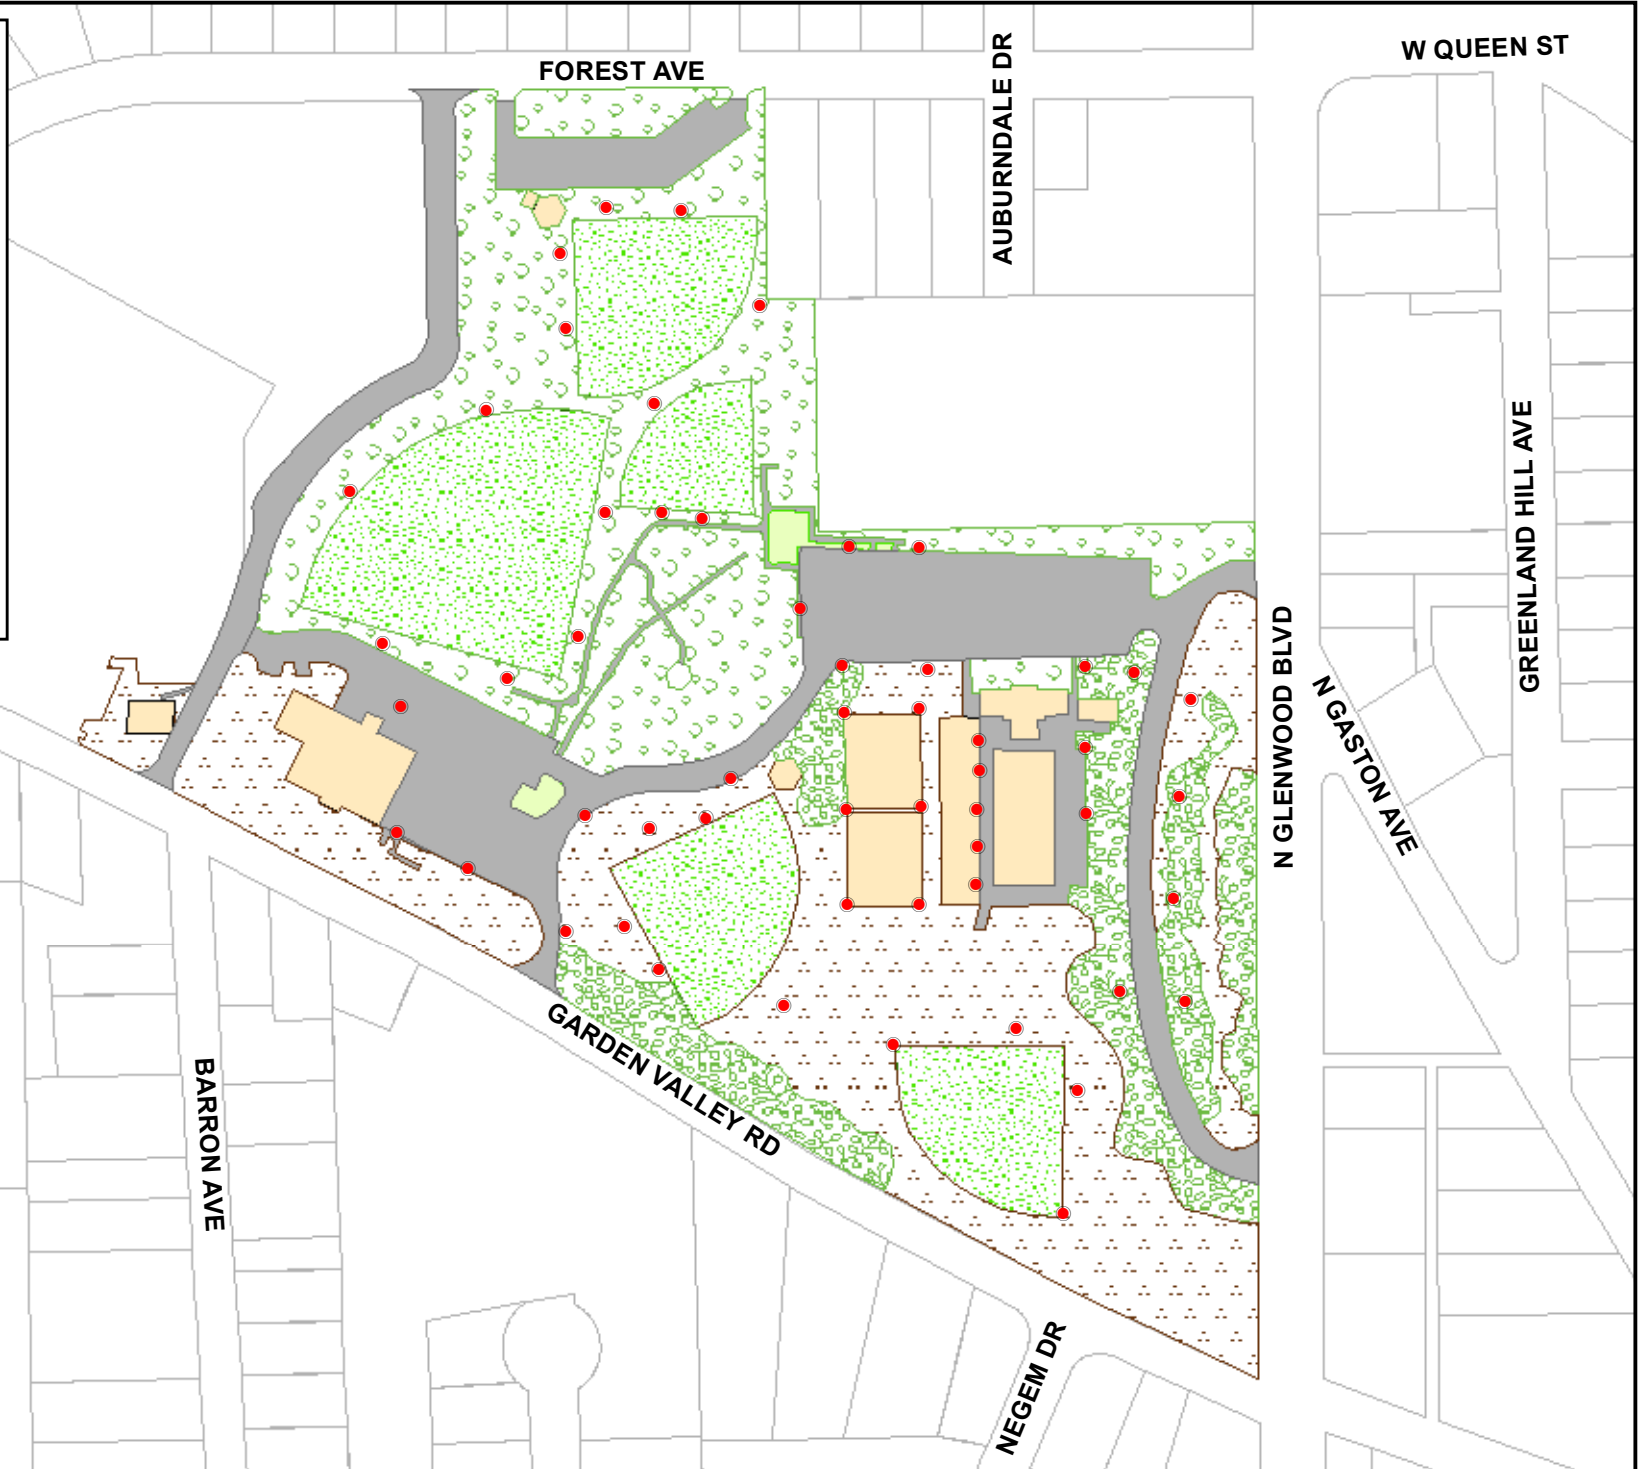 W QUEEN ST
FOREST AVE
AUBURNDALE DR
GREENLAND HILL AVE
N GLENWOOD BLVD
N GASTON AVE
GARDEN VALLEY RD
BARRON AVE
NEGEM DR